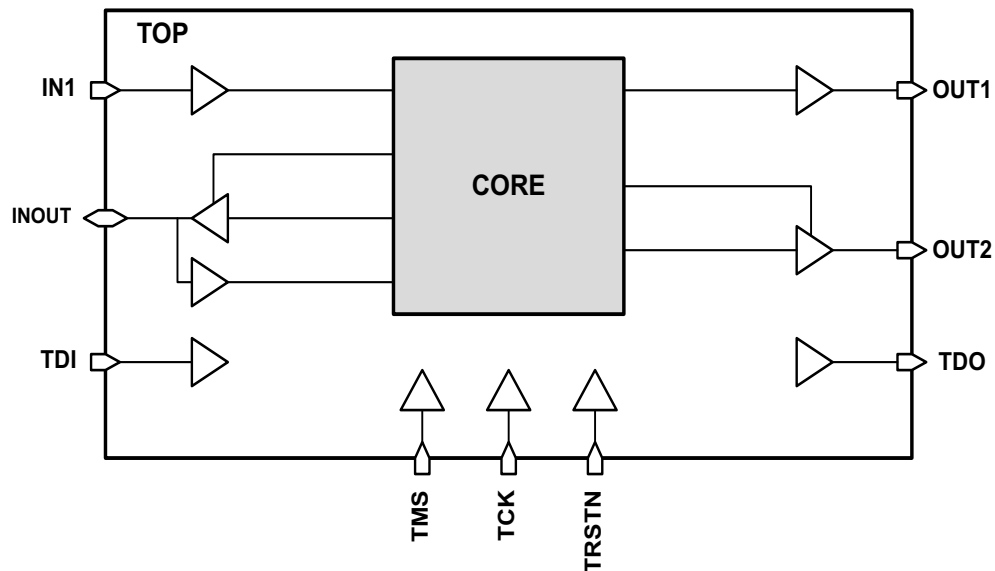 TOP
IN1
OUT1
CORE
INOUT
OUT2
TDI
TDO
TMS
TCK
TRSTN